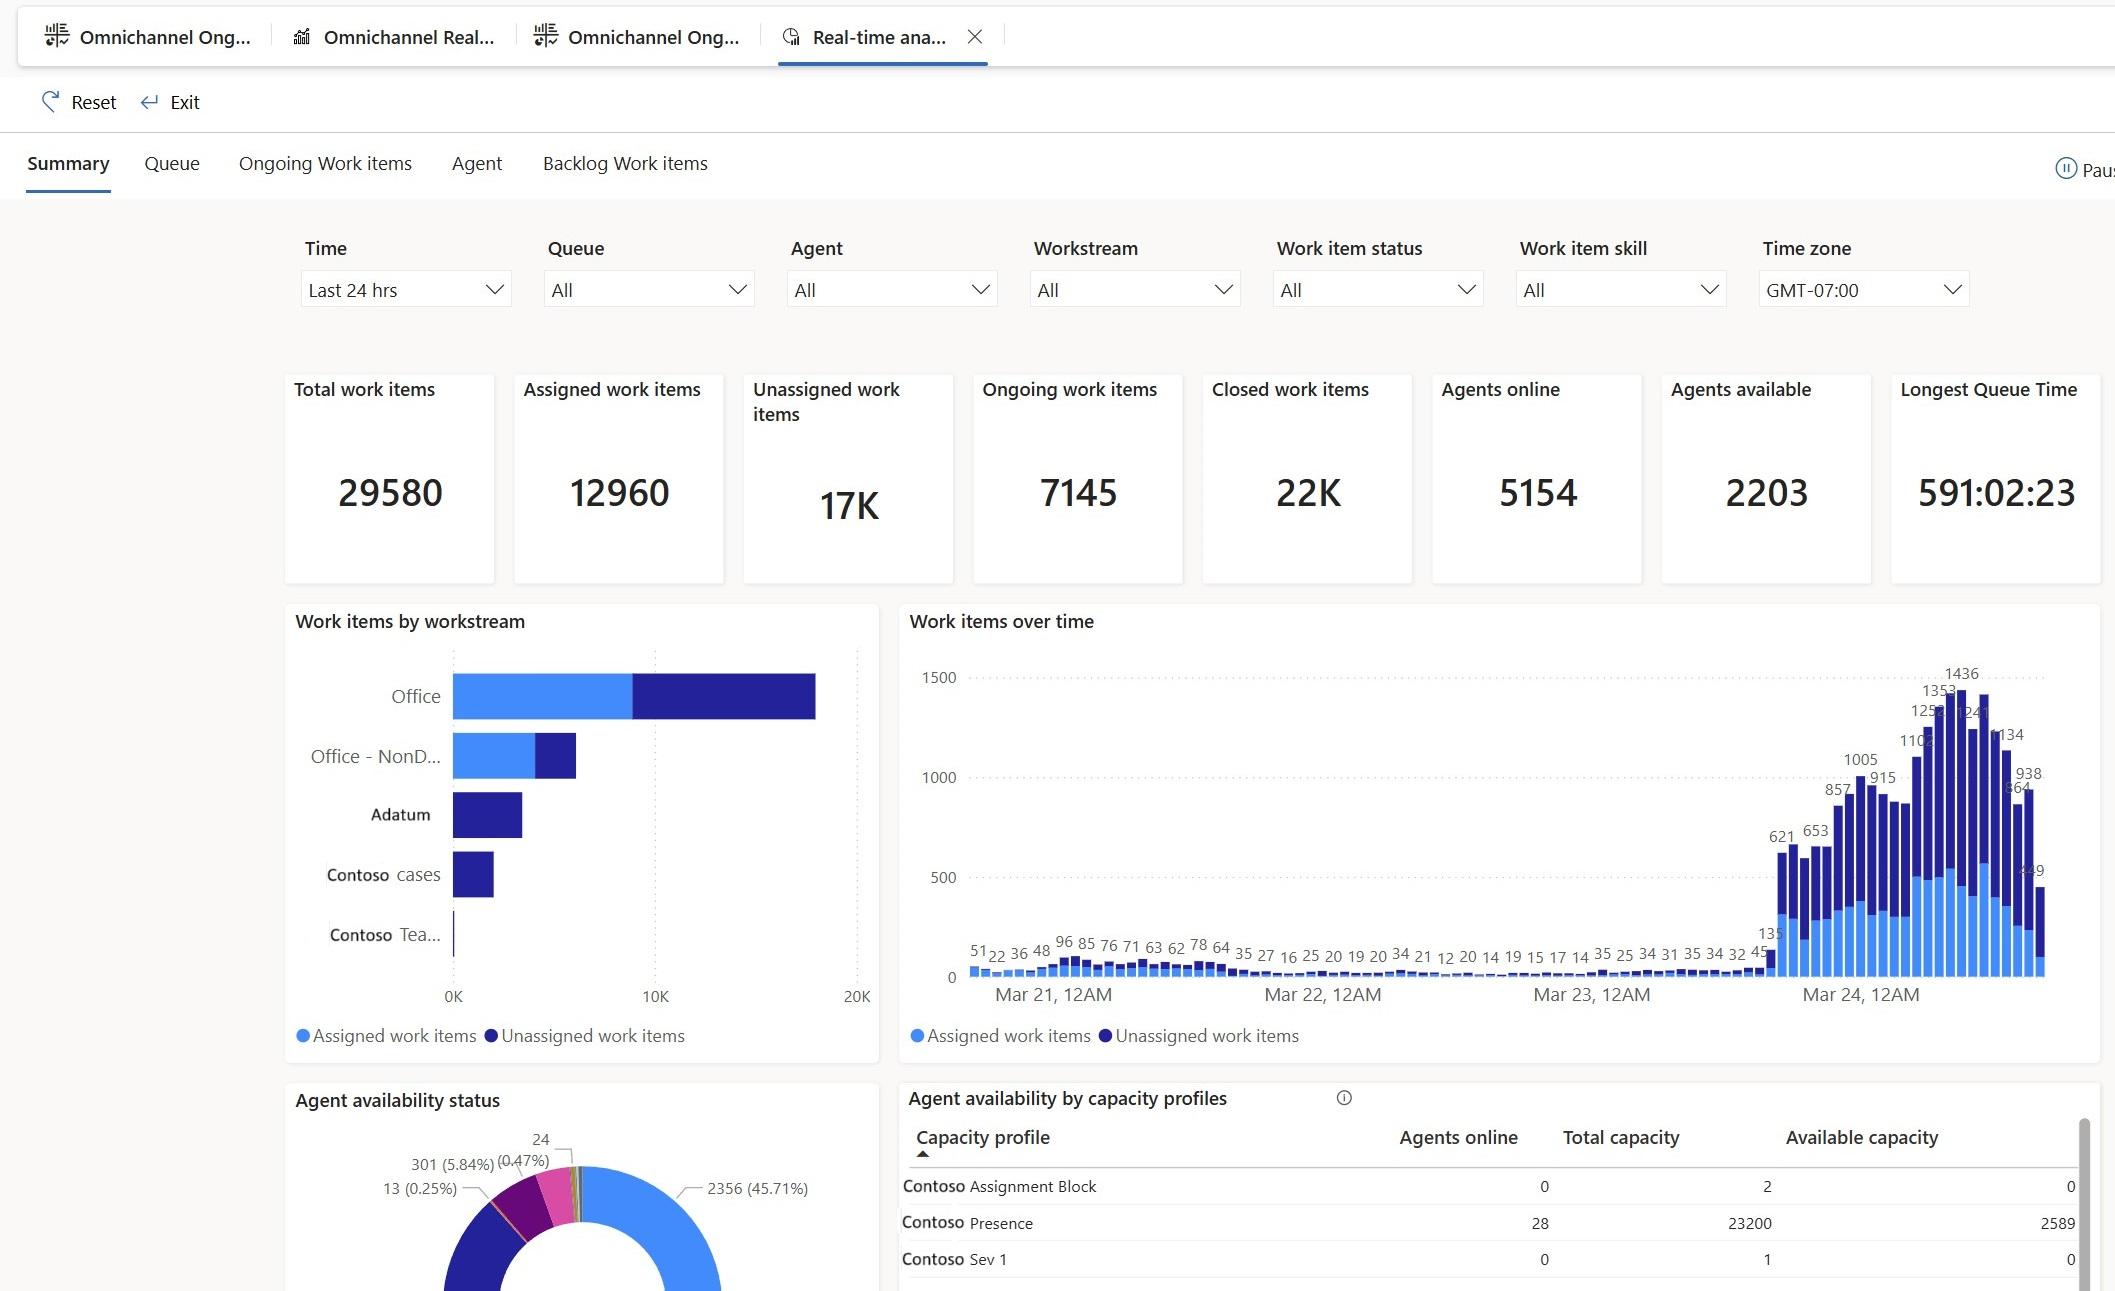 Omnichannel Ong... Omnichannel Real... Omnichannel Ong... Real-time ana...
Reset Exit
Summary Queue Ongoing Work items Agent Backlog Work items
Time Queue Agent Workstream Work item status Work item skill Time zone
Last 24 hrs All All All All All GMT-07:00
Total work items Assigned work items Unassigned work items Ongoing work items Closed work items Agents online Agents available Longest Queue Time
29580 12960 17K 7145 22K 5154 2203 591:02:23
Work items by workstream
Office
Office - NonD...
Adatum
Contoso cases
Contoso Tea...
0K 10K 20K
Assigned work items Unassigned work items
Work items over time
1500
1000
500
0
51 22 36 48 96 85 76 71 63 62 78 64 35 27 16 25 20 19 20 34 21 12 20 14 19 15 17 14 35 25 34 31 35 34 32 45 135 621 653 857 1005 915 1102 1252 1353 1436 1241 1134 864 938 449
Mar 21, 12AM Mar 22, 12AM Mar 23, 12AM Mar 24, 12AM
Assigned work items Unassigned work items
Agent availability status
24
(0.47%)
301 (5.84%)
13 (0.25%)
2356 (45.71%)
Agent availability by capacity profiles
Capacity profile Agents online Total capacity Available capacity
Contoso Assignment Block 0 2 0
Contoso Presence 28 23200 2589
Contoso Sev 1 0 1 0